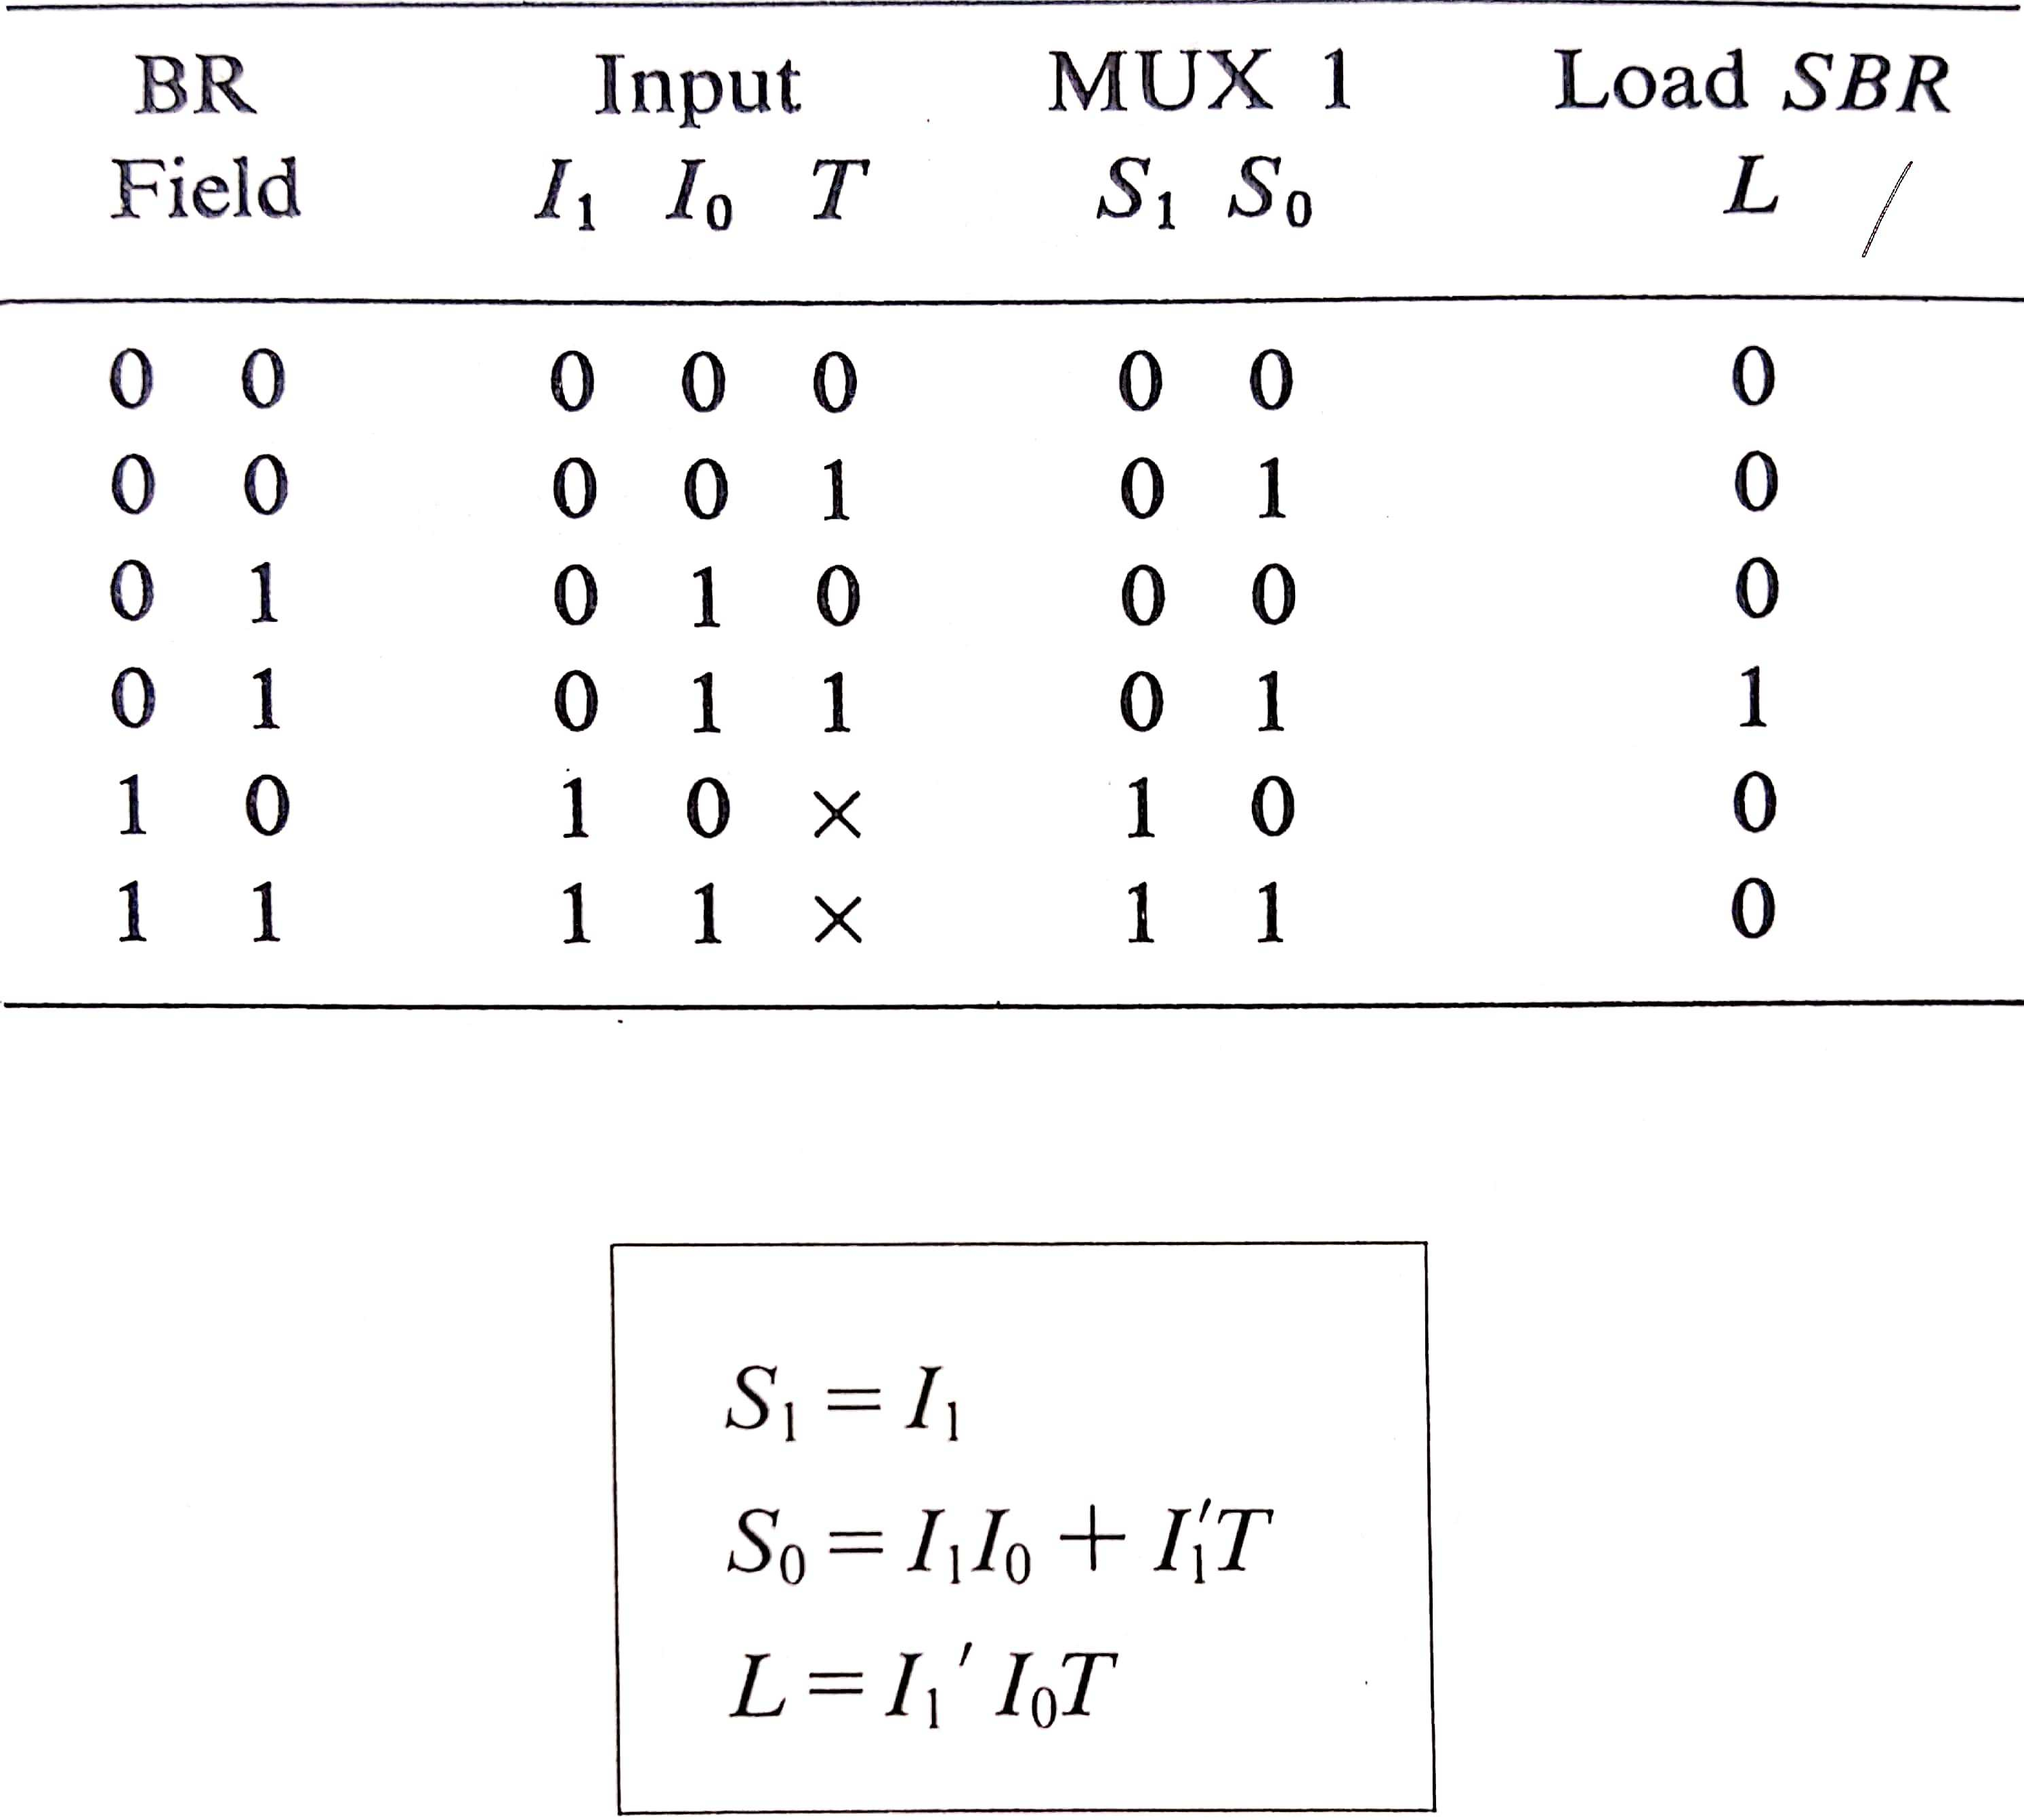 BR Input MUX 1 Load SBR
Field I₁ I₀ T S₁ S₀ L /
0 0 0 0 0 0 0 0
0 0 0 0 1 0 1 0
0 1 0 1 0 0 0 0
0 1 0 1 1 0 1 1
1 0 1 0 × 1 0 0
1 1 1 1 × 1 1 0
S₁ = I₁
S₀ = I₁I₀ + I₁′T
L = I₁′ I₀T